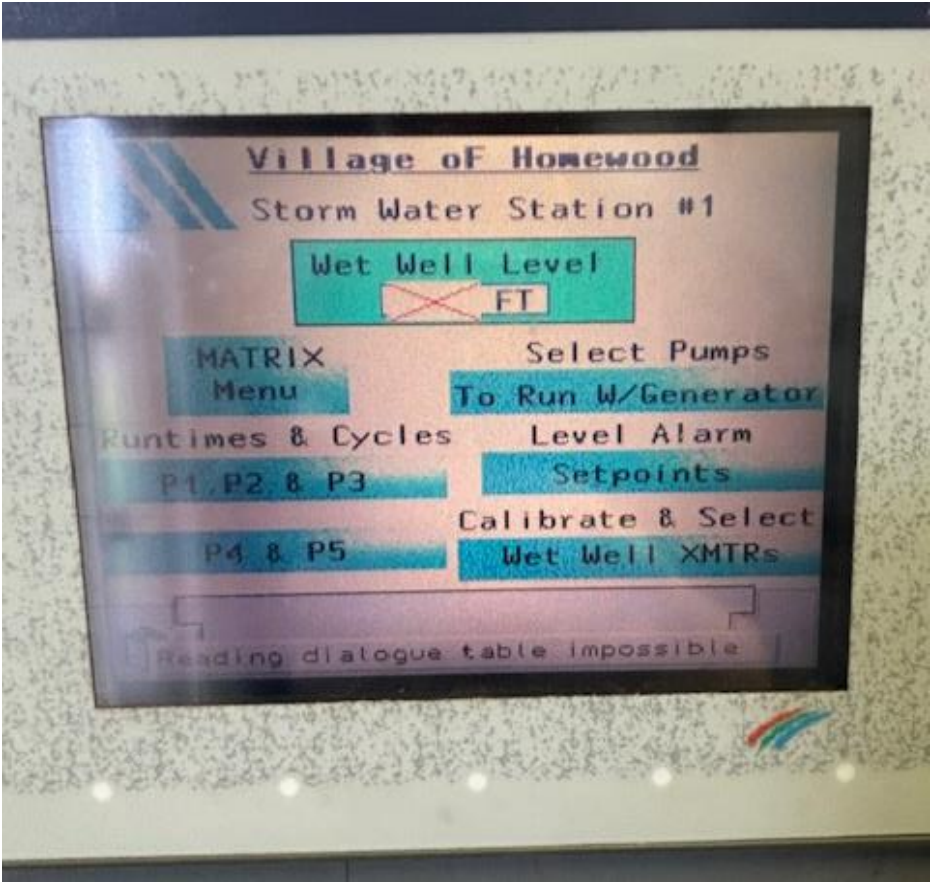 Village oF Homewood
Storm Water Station #1
Wet Well Level
FT
MATRIX
Menu
Select Pumps
To Run W/Generator
Runtimes & Cycles
P1,P2 & P3
P4 & P5
Level Alarm
Setpoints
Calibrate & Select
Wet Well XMTRs
Reading dialogue table impossible